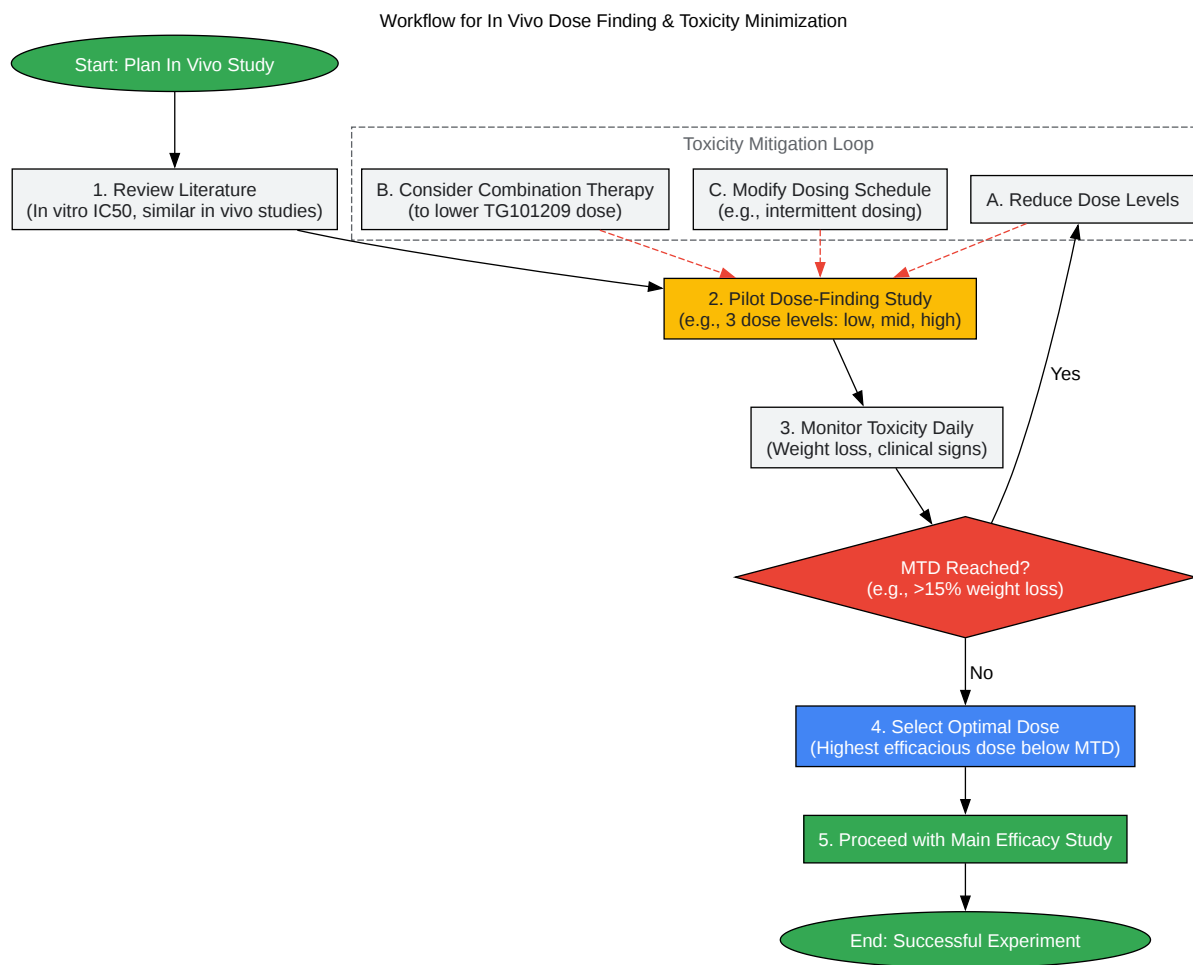 Workflow for In Vivo Dose Finding & Toxicity Minimization
Start: Plan In Vivo Study
Toxicity Mitigation Loop
1. Review Literature
(In vitro IC50, similar in vivo studies)
B. Consider Combination Therapy
(to lower TG101209 dose)
C. Modify Dosing Schedule
(e.g., intermittent dosing)
A. Reduce Dose Levels
2. Pilot Dose-Finding Study
(e.g., 3 dose levels: low, mid, high)
Yes
3. Monitor Toxicity Daily
(Weight loss, clinical signs)
MTD Reached?
(e.g., >15% weight loss)
No
4. Select Optimal Dose
(Highest efficacious dose below MTD)
5. Proceed with Main Efficacy Study
End: Successful Experiment